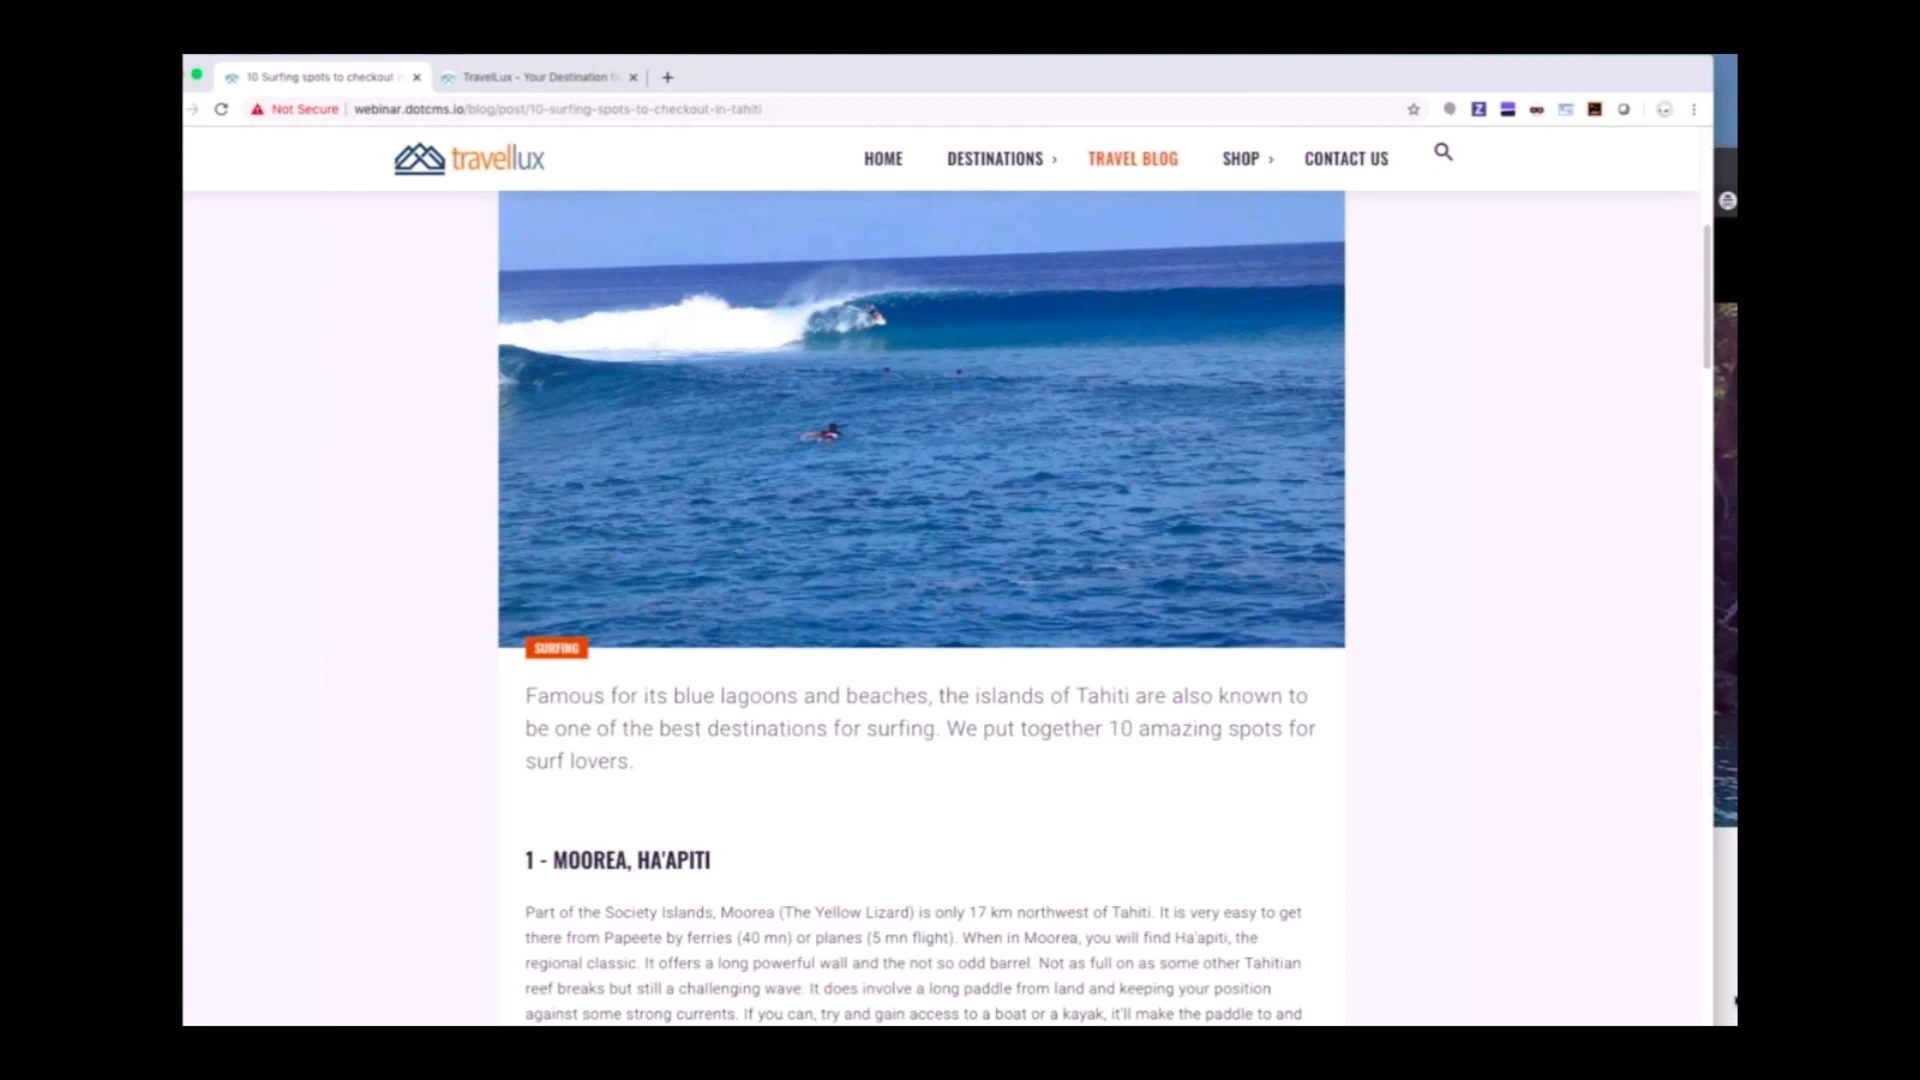 10 Surfing spots to checkout
TravelLux - Your Destination
Not Secure
webinar.dotcms.io/blog/post/10-surfing-spots-to-checkout-in-tahiti
travellux
HOME
DESTINATIONS
TRAVEL BLOG
SHOP
CONTACT US
Z
SURFING
Famous for its blue lagoons and beaches, the islands of Tahiti are also known to
be one of the best destinations for surfing. We put together 10 amazing spots for
surf lovers.
1 - MOOREA, HA'APITI
Part of the Society Islands, Moorea (The Yellow Lizard) is only 17 km northwest of Tahiti. It is very easy to get
there from Papeete by ferries (40 mn) or planes (5 mn flight). When in Moorea, you will find Ha'apiti, the
regional classic. It offers a long powerful wall and the not so odd barrel. Not as full on as some other Tahitian
reef breaks but still a challenging wave. It does involve a long paddle from land and keeping your position
against some strong currents. If you can, try and gain access to a boat or a kayak, it'll make the paddle to and